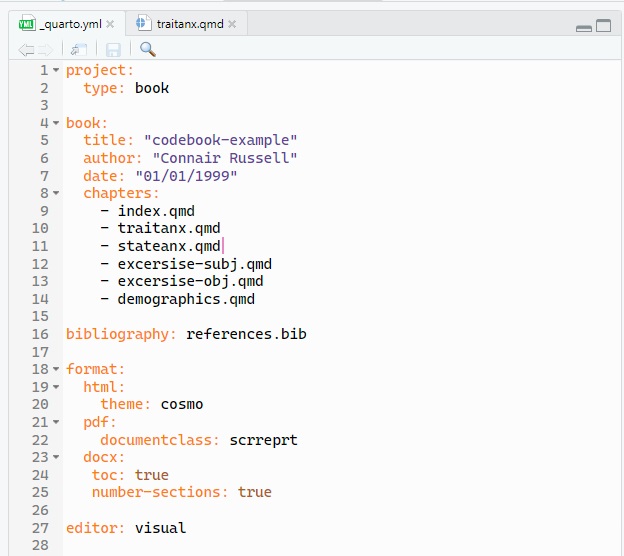 YML _quarto.yml × traitanx.qmd ×
1 project:
2   type: book
3
4 book:
5   title: "codebook-example"
6   author: "Connair Russell"
7   date: "01/01/1999"
8   chapters:
9     - index.qmd
10     - traitanx.qmd
11     - stateanx.qmd
12     - excersise-subj.qmd
13     - excersise-obj.qmd
14     - demographics.qmd
15
16 bibliography: references.bib
17
18 format:
19   html:
20     theme: cosmo
21   pdf:
22     documentclass: scrreprt
23   docx:
24    toc: true
25    number-sections: true
26
27 editor: visual
28